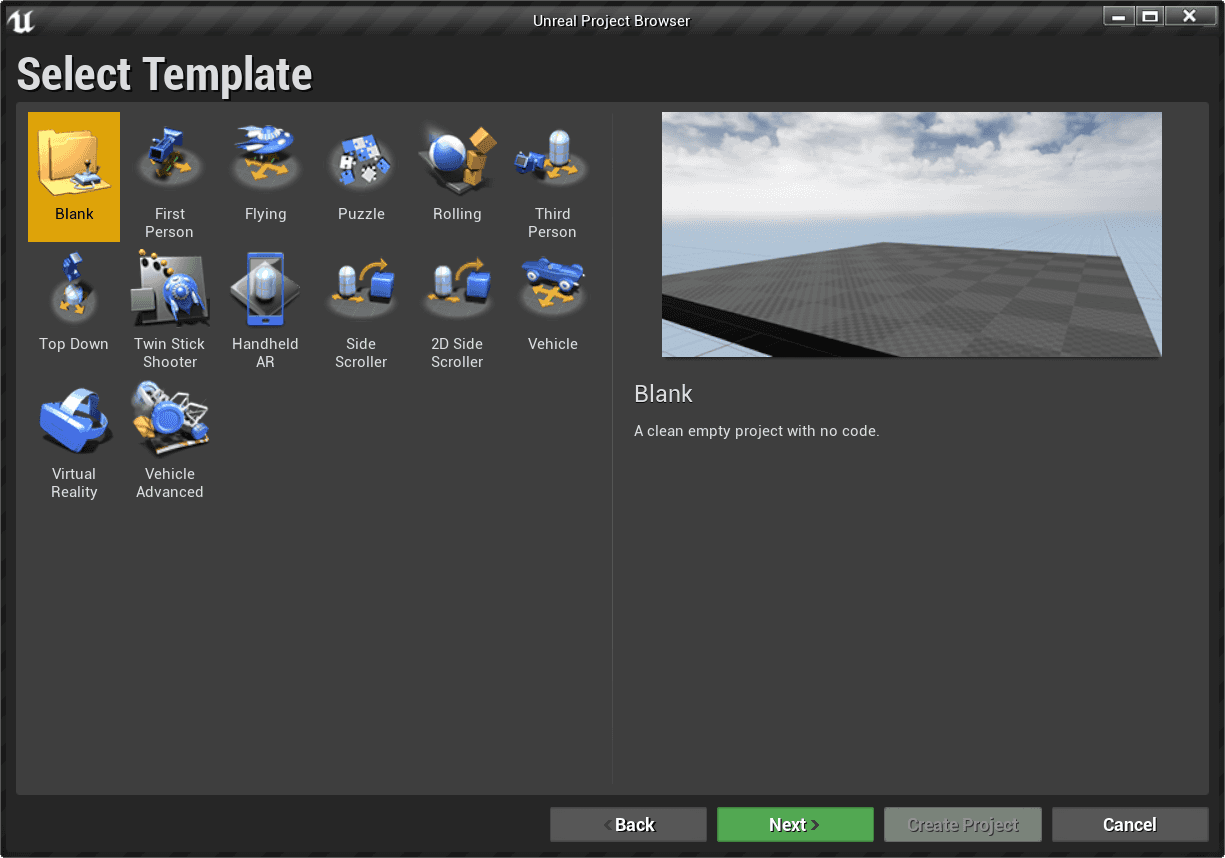 Unreal Project Browser
Select Template
Blank
First
Person
Flying
Puzzle
Rolling
Third
Person
Top Down
Twin Stick
Shooter
Handheld
AR
Side
Scroller
2D Side
Scroller
Vehicle
Virtual
Reality
Vehicle
Advanced
Blank
A clean empty project with no code.
Back
Next
Create Project
Cancel